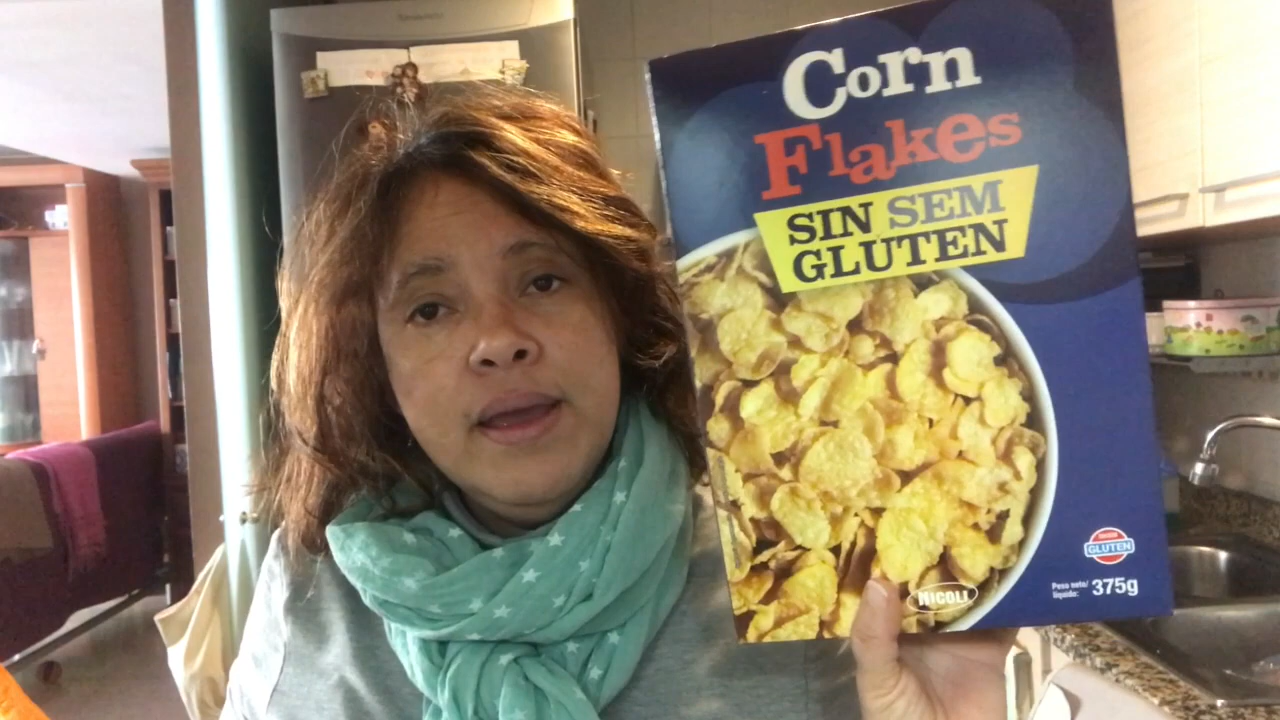 Corn
Flakes
SIN SEM
GLUTEN
GLUTEN
Peso neto/
líquido: 375g
NICOLI